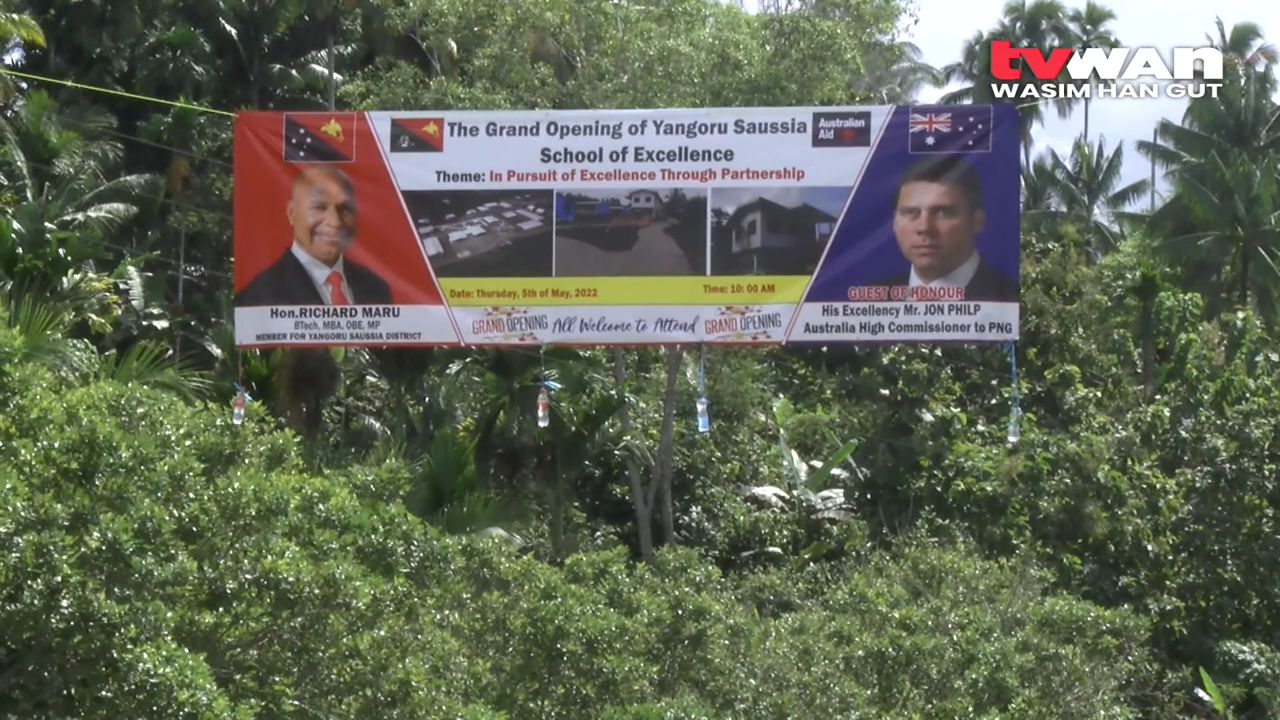 tvwan
WASIM HAN GUT
The Grand Opening of Yangoru Saussia
School of Excellence
Australian
Aid
Theme: In Pursuit of Excellence Through Partnership
Date: Thursday, 5th of May, 2022
Time: 10: 00 AM
GRAND OPENING
All Welcome to Attend
GRAND OPENING
Hon.RICHARD MARU
BTech, MBA, OBE, MP
MEMBER FOR YANGORU SAUSSIA DISTRICT
GUEST OF HONOUR
His Excellency Mr. JON PHILP
Australia High Commissioner to PNG